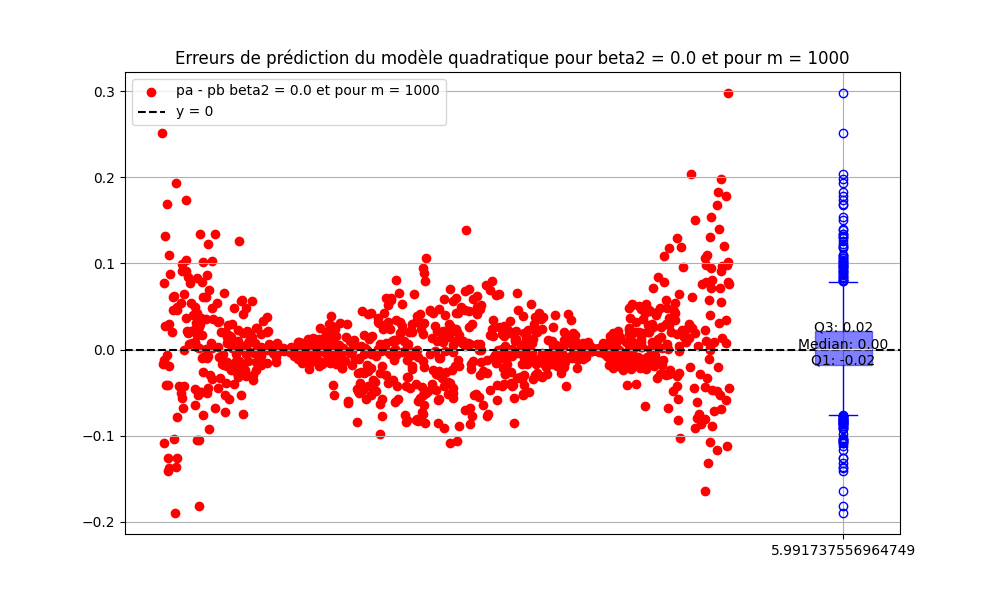 Erreurs de prédiction du modèle quadratique pour beta2 = 0.0 et pour m = 1000
pa - pb beta2 = 0.0 et pour m = 1000
y = 0
0.3
0.2
0.1
0.0
−0.1
−0.2
Q3: 0.02
Median: 0.00
Q1: -0.02
5.991737556964749